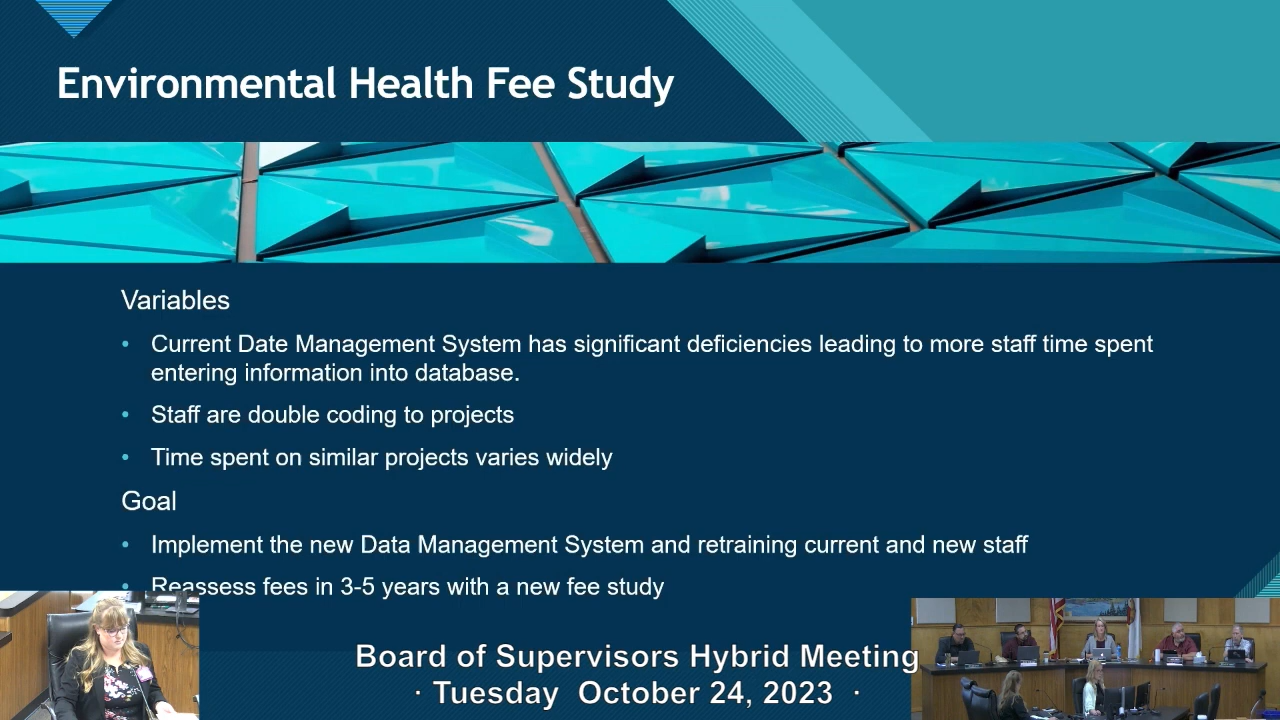 Environmental Health Fee Study
Variables
• Current Date Management System has significant deficiencies leading to more staff time spent
entering information into database.
• Staff are double coding to projects
• Time spent on similar projects varies widely
Goal
• Implement the new Data Management System and retraining current and new staff
• Reassess fees in 3-5 years with a new fee study
Board of Supervisors Hybrid Meeting
· Tuesday October 24, 2023 ·